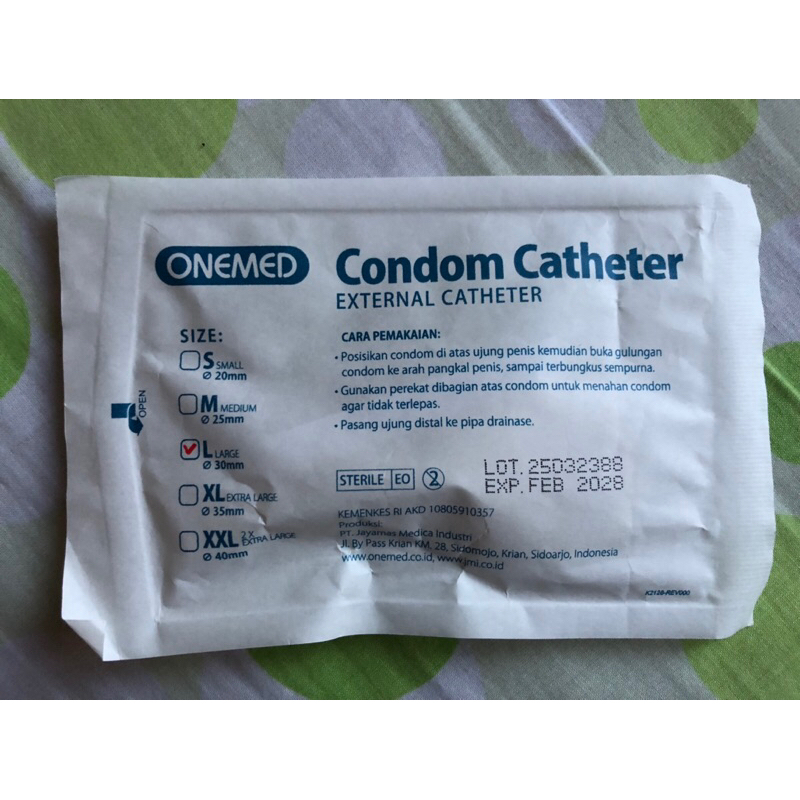 ONEMED
Condom Catheter
EXTERNAL CATHETER
SIZE:
S SMALL
Ø 20mm
M MEDIUM
Ø 25mm
L LARGE
Ø 30mm
XL EXTRA LARGE
Ø 35mm
XXL 2 X EXTRA LARGE
Ø 40mm
OPEN
CARA PEMAKAIAN:
• Posisikan condom di atas ujung penis kemudian buka gulungan
condom ke arah pangkal penis, sampai terbungkus sempurna.
• Gunakan perekat dibagian atas condom untuk menahan condom
agar tidak terlepas.
• Pasang ujung distal ke pipa drainase.
STERILE EO 2
LOT. 25032388
EXP. FEB 2028
KEMENKES RI AKD 10805910357
Produksi:
PT. Jayamas Medica Industri
Jl. By Pass Krian KM. 28, Sidomojo, Krian, Sidoarjo, Indonesia
www.onemed.co.id, www.jmi.co.id
K2128-REV000